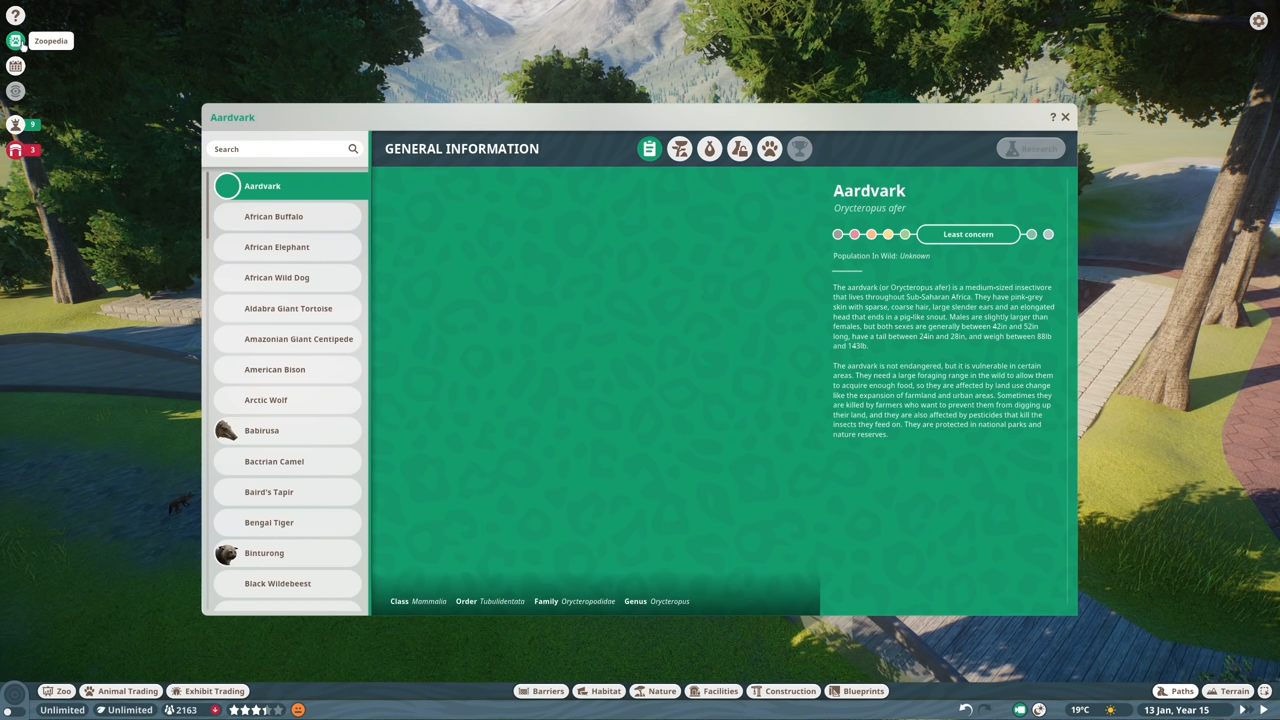 ?
Zoopedia
9
3
Aardvark
?
Search
GENERAL INFORMATION
Research
Aardvark
African Buffalo
African Elephant
African Wild Dog
Aldabra Giant Tortoise
Amazonian Giant Centipede
American Bison
Arctic Wolf
Babirusa
Bactrian Camel
Baird's Tapir
Bengal Tiger
Binturong
Black Wildebeest
Aardvark
Orycteropus afer
Least concern
Population In Wild: Unknown
The aardvark (or Orycteropus afer) is a medium-sized insectivore
that lives throughout Sub-Saharan Africa. They have pink-grey
skin with sparse, coarse hair, large slender ears and an elongated
head that ends in a pig-like snout. Males are slightly larger than
females, but both sexes are generally between 42in and 52in
long, have a tail between 24in and 28in, and weigh between 88lb
and 143lb.
The aardvark is not endangered, but it is vulnerable in certain
areas. They need a large foraging range in the wild to allow them
to acquire enough food, so they are affected by land use change
like the expansion of farmland and urban areas. Sometimes they
are killed by farmers who want to prevent them from digging up
their land, and they are also affected by pesticides that kill the
insects they feed on. They are protected in national parks and
nature reserves.
Class Mammalia Order Tubulidentata Family Orycteropodidae Genus Orycteropus
Zoo Animal Trading Exhibit Trading Barriers Habitat Nature Facilities Construction Blueprints Paths Terrain
Unlimited Unlimited 2163 19°C 13 Jan, Year 15